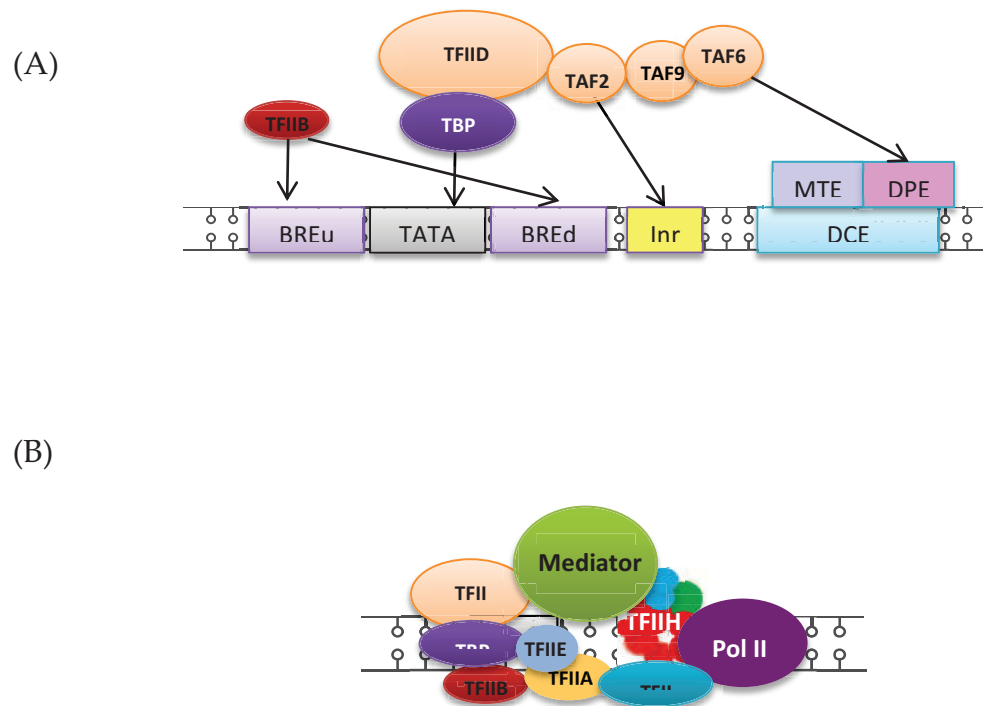 (A)
TFIID
TAF2
TAF9
TAF6
TFIIB
TBP
MTE
DPE
BREu
TATA
BREd
Inr
DCE
(B)
Mediator
TFII
TFIIH
Pol II
TFIIE
TFIIB
TFIIA